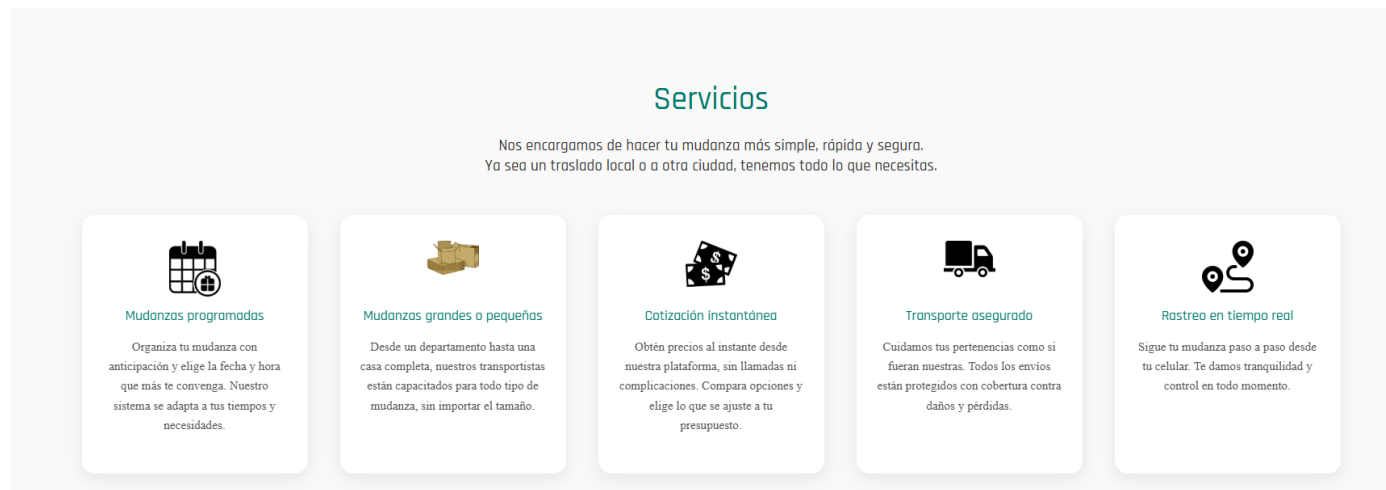 Servicios
Nos encargamos de hacer tu mudanza más simple, rápida y segura.
Ya sea un traslado local o a otra ciudad, tenemos todo lo que necesitas.
Mudanzas programadas
Organiza tu mudanza con
anticipación y elige la fecha y hora
que más te convenga. Nuestro
sistema se adapta a tus tiempos y
necesidades.
Mudanzas grandes o pequeñas
Desde un departamento hasta una
casa completa, nuestros transportistas
están capacitados para todo tipo de
mudanza, sin importar el tamaño.
$ $
Cotización instantánea
Obtén precios al instante desde
nuestra plataforma, sin llamadas ni
complicaciones. Compara opciones y
elige lo que se ajuste a tu
presupuesto.
Transporte asegurado
Cuidamos tus pertenencias como si
fueran nuestras. Todos los envíos
están protegidos con cobertura contra
daños y pérdidas.
Rastreo en tiempo real
Sigue tu mudanza paso a paso desde
tu celular. Te damos tranquilidad y
control en todo momento.